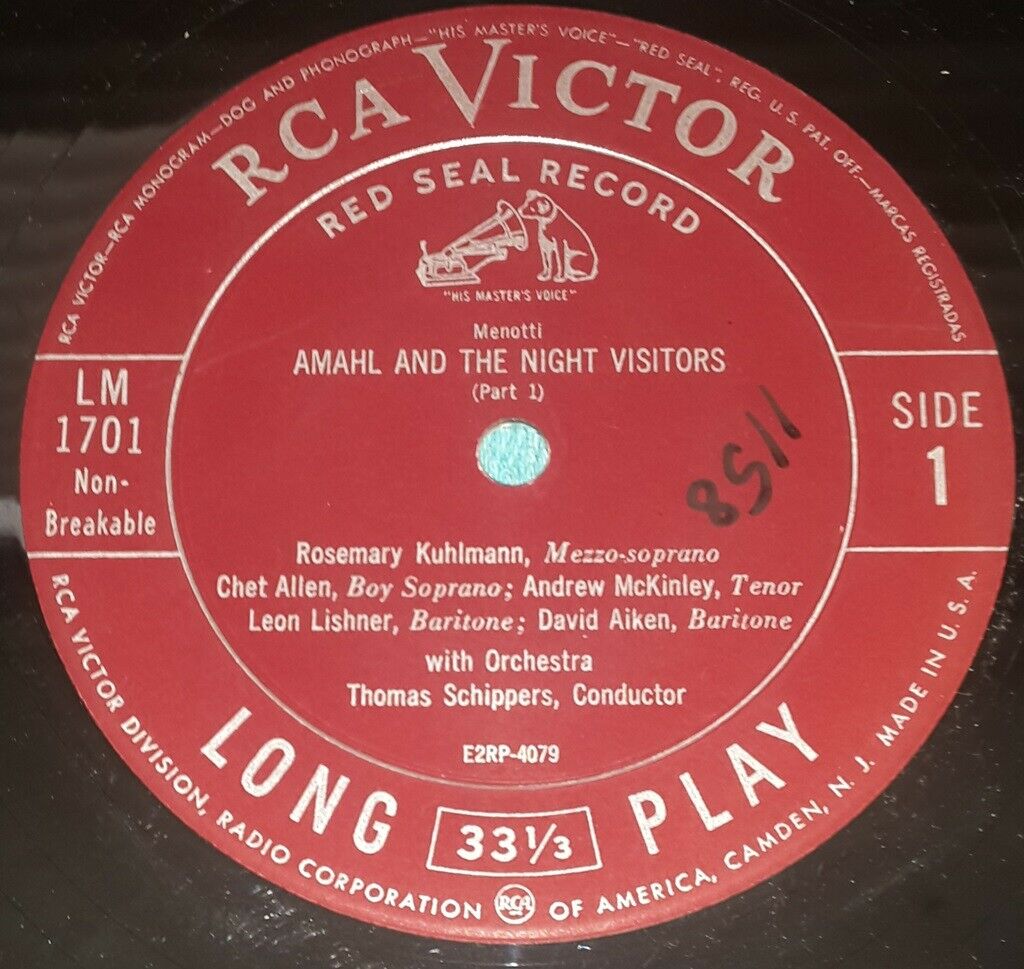 RCA VICTOR—RCA MONOGRAM—DOG AND PHONOGRAPH—"HIS MASTER'S VOICE"—"RED SEAL", REG. U. S. PAT. OFF.—MARCAS REGISTRADAS
RCA VICTOR
RED SEAL RECORD
"HIS MASTER'S VOICE"
Menotti
AMAHL AND THE NIGHT VISITORS
(Part 1)
LM
1701
Non-
Breakable
SIDE
1
1158
Rosemary Kuhlmann, Mezzo-soprano
Chet Allen, Boy Soprano; Andrew McKinley, Tenor
Leon Lishner, Baritone; David Aiken, Baritone
with Orchestra
Thomas Schippers, Conductor
E2RP-4079
LONG 33⅓ PLAY
RCA VICTOR DIVISION, RADIO CORPORATION RCA OF AMERICA, CAMDEN, N. J. MADE IN U. S. A.